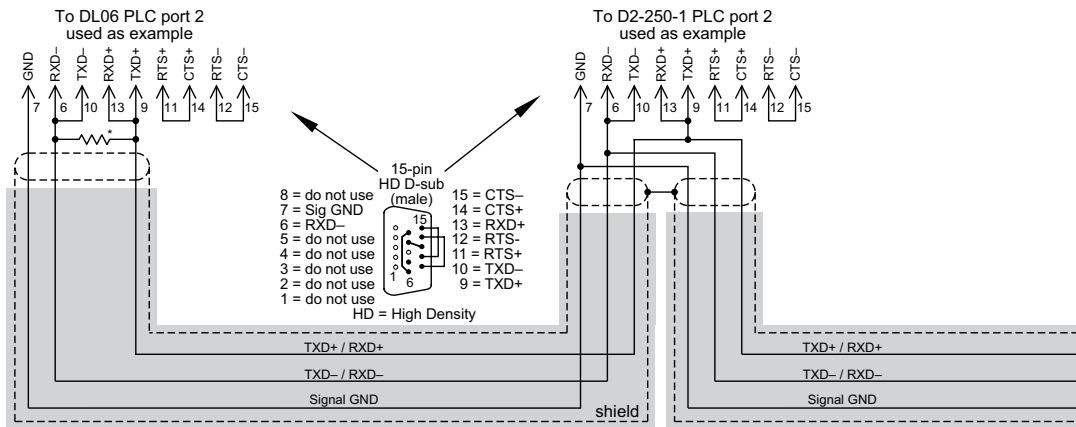 To DL06 PLC port 2
used as example
GND
RXD–
TXD–
RXD+
TXD+
RTS+
CTS+
RTS–
CTS–
7
6
10
13
9
11
14
12
15
*
To D2-250-1 PLC port 2
used as example
GND
RXD–
TXD–
RXD+
TXD+
RTS+
CTS+
RTS–
CTS–
7
6
10
13
9
11
14
12
15
15-pin
HD D-sub
(male)
8 = do not use
7 = Sig GND
6 = RXD–
5 = do not use
4 = do not use
3 = do not use
2 = do not use
1 = do not use
15
1
6
15 = CTS–
14 = CTS+
13 = RXD+
12 = RTS-
11 = RTS+
10 = TXD–
9 = TXD+
HD = High Density
TXD+ / RXD+
TXD– / RXD–
Signal GND
shield
TXD+ / RXD+
TXD– / RXD–
Signal GND